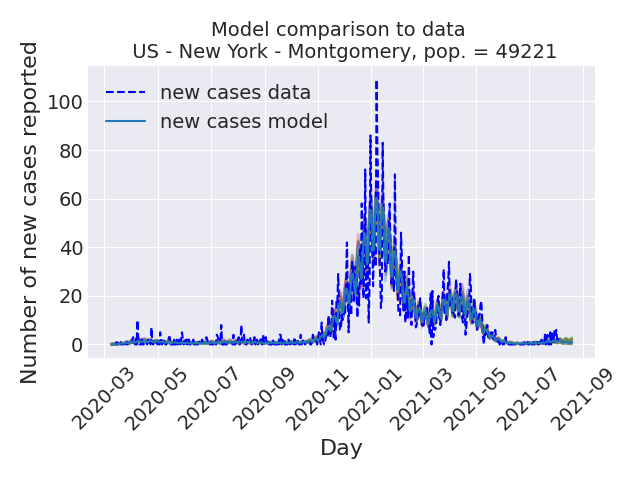 Model comparison to data
US - New York - Montgomery, pop. = 49221
Number of new cases reported
new cases data
new cases model
100
80
60
40
20
0
2020-03
2020-05
2020-07
2020-09
2020-11
2021-01
2021-03
2021-05
2021-07
2021-09
Day